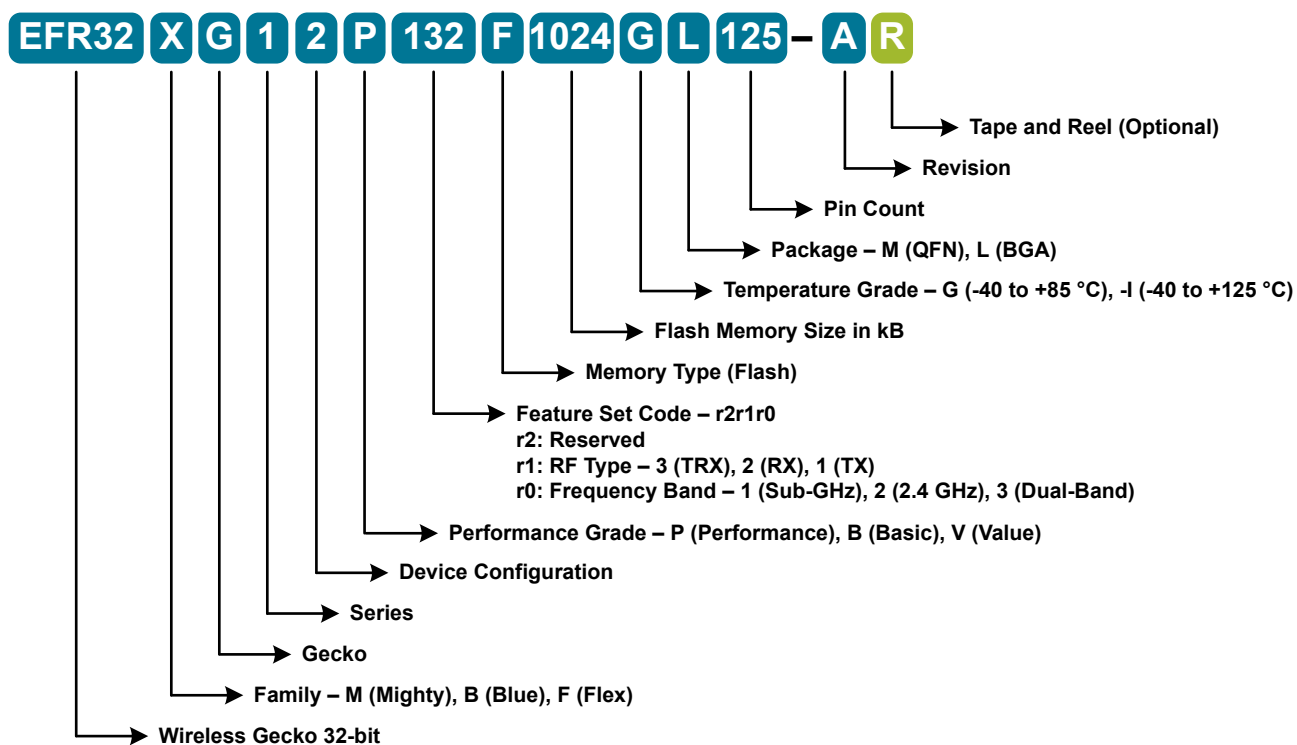 EFR32 X G 1 2 P 132 F 1024 G L 125 – A R
Tape and Reel (Optional)
Revision
Pin Count
Package – M (QFN), L (BGA)
Temperature Grade – G (-40 to +85 °C), -I (-40 to +125 °C)
Flash Memory Size in kB
Memory Type (Flash)
Feature Set Code – r2r1r0
r2: Reserved
r1: RF Type – 3 (TRX), 2 (RX), 1 (TX)
r0: Frequency Band – 1 (Sub-GHz), 2 (2.4 GHz), 3 (Dual-Band)
Performance Grade – P (Performance), B (Basic), V (Value)
Device Configuration
Series
Gecko
Family – M (Mighty), B (Blue), F (Flex)
Wireless Gecko 32-bit